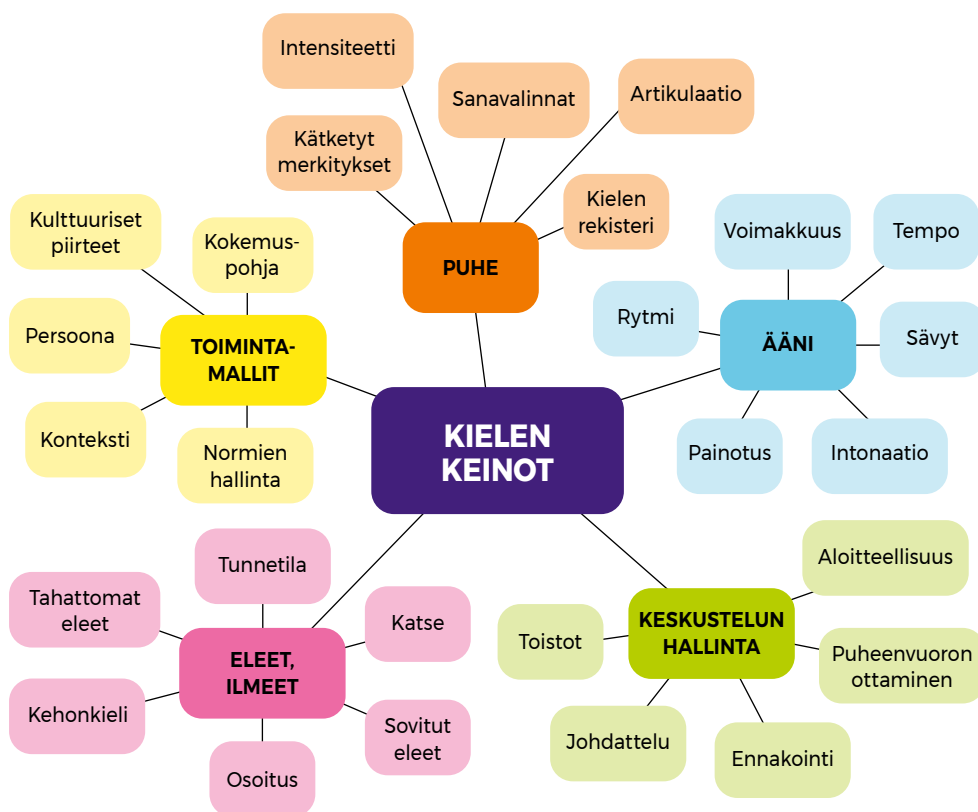 Intensiteetti
Sanavalinnat
Artikulaatio
Kätketyt
merkitykset
Kielen
rekisteri
PUHE
Kulttuuriset
piirteet
Kokemus-
pohja
Persoona
TOIMINTA-
MALLIT
Konteksti
Normien
hallinta
Voimakkuus
Tempo
Rytmi
ÄÄNI
Sävyt
Painotus
Intonaatio
KIELEN
KEINOT
Tunnetila
Tahattomat
eleet
Katse
ELEET,
ILMEET
Kehonkieli
Osoitus
Sovitut
eleet
Aloitteellisuus
Toistot
KESKUSTELUN
HALLINTA
Puheenvuoron
ottaminen
Johdattelu
Ennakointi